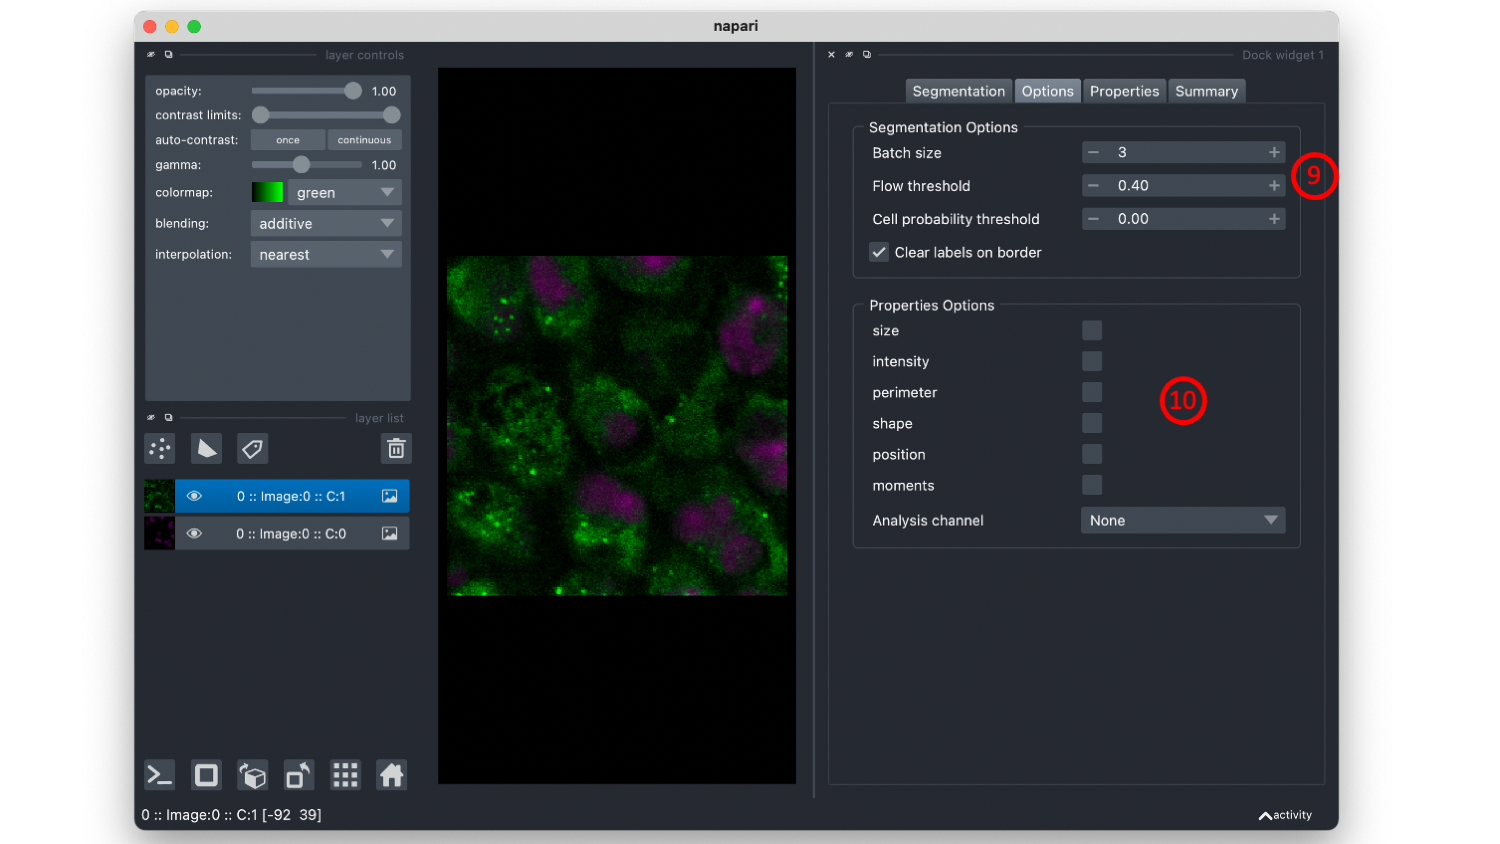 napari
layer controls
opacity: 1.00
contrast limits:
auto-contrast: once continuous
gamma: 1.00
colormap: green
blending: additive
interpolation: nearest
layer list
0 :: Image:0 :: C:1
0 :: Image:0 :: C:0
0 :: Image:0 :: C:1 [-92 39]
Dock widget 1
Segmentation Options Properties Summary
Segmentation Options
Batch size 3
Flow threshold 0.40
Cell probability threshold 0.00
Clear labels on border
9
Properties Options
size
intensity
perimeter
shape
position
moments
10
Analysis channel None
activity